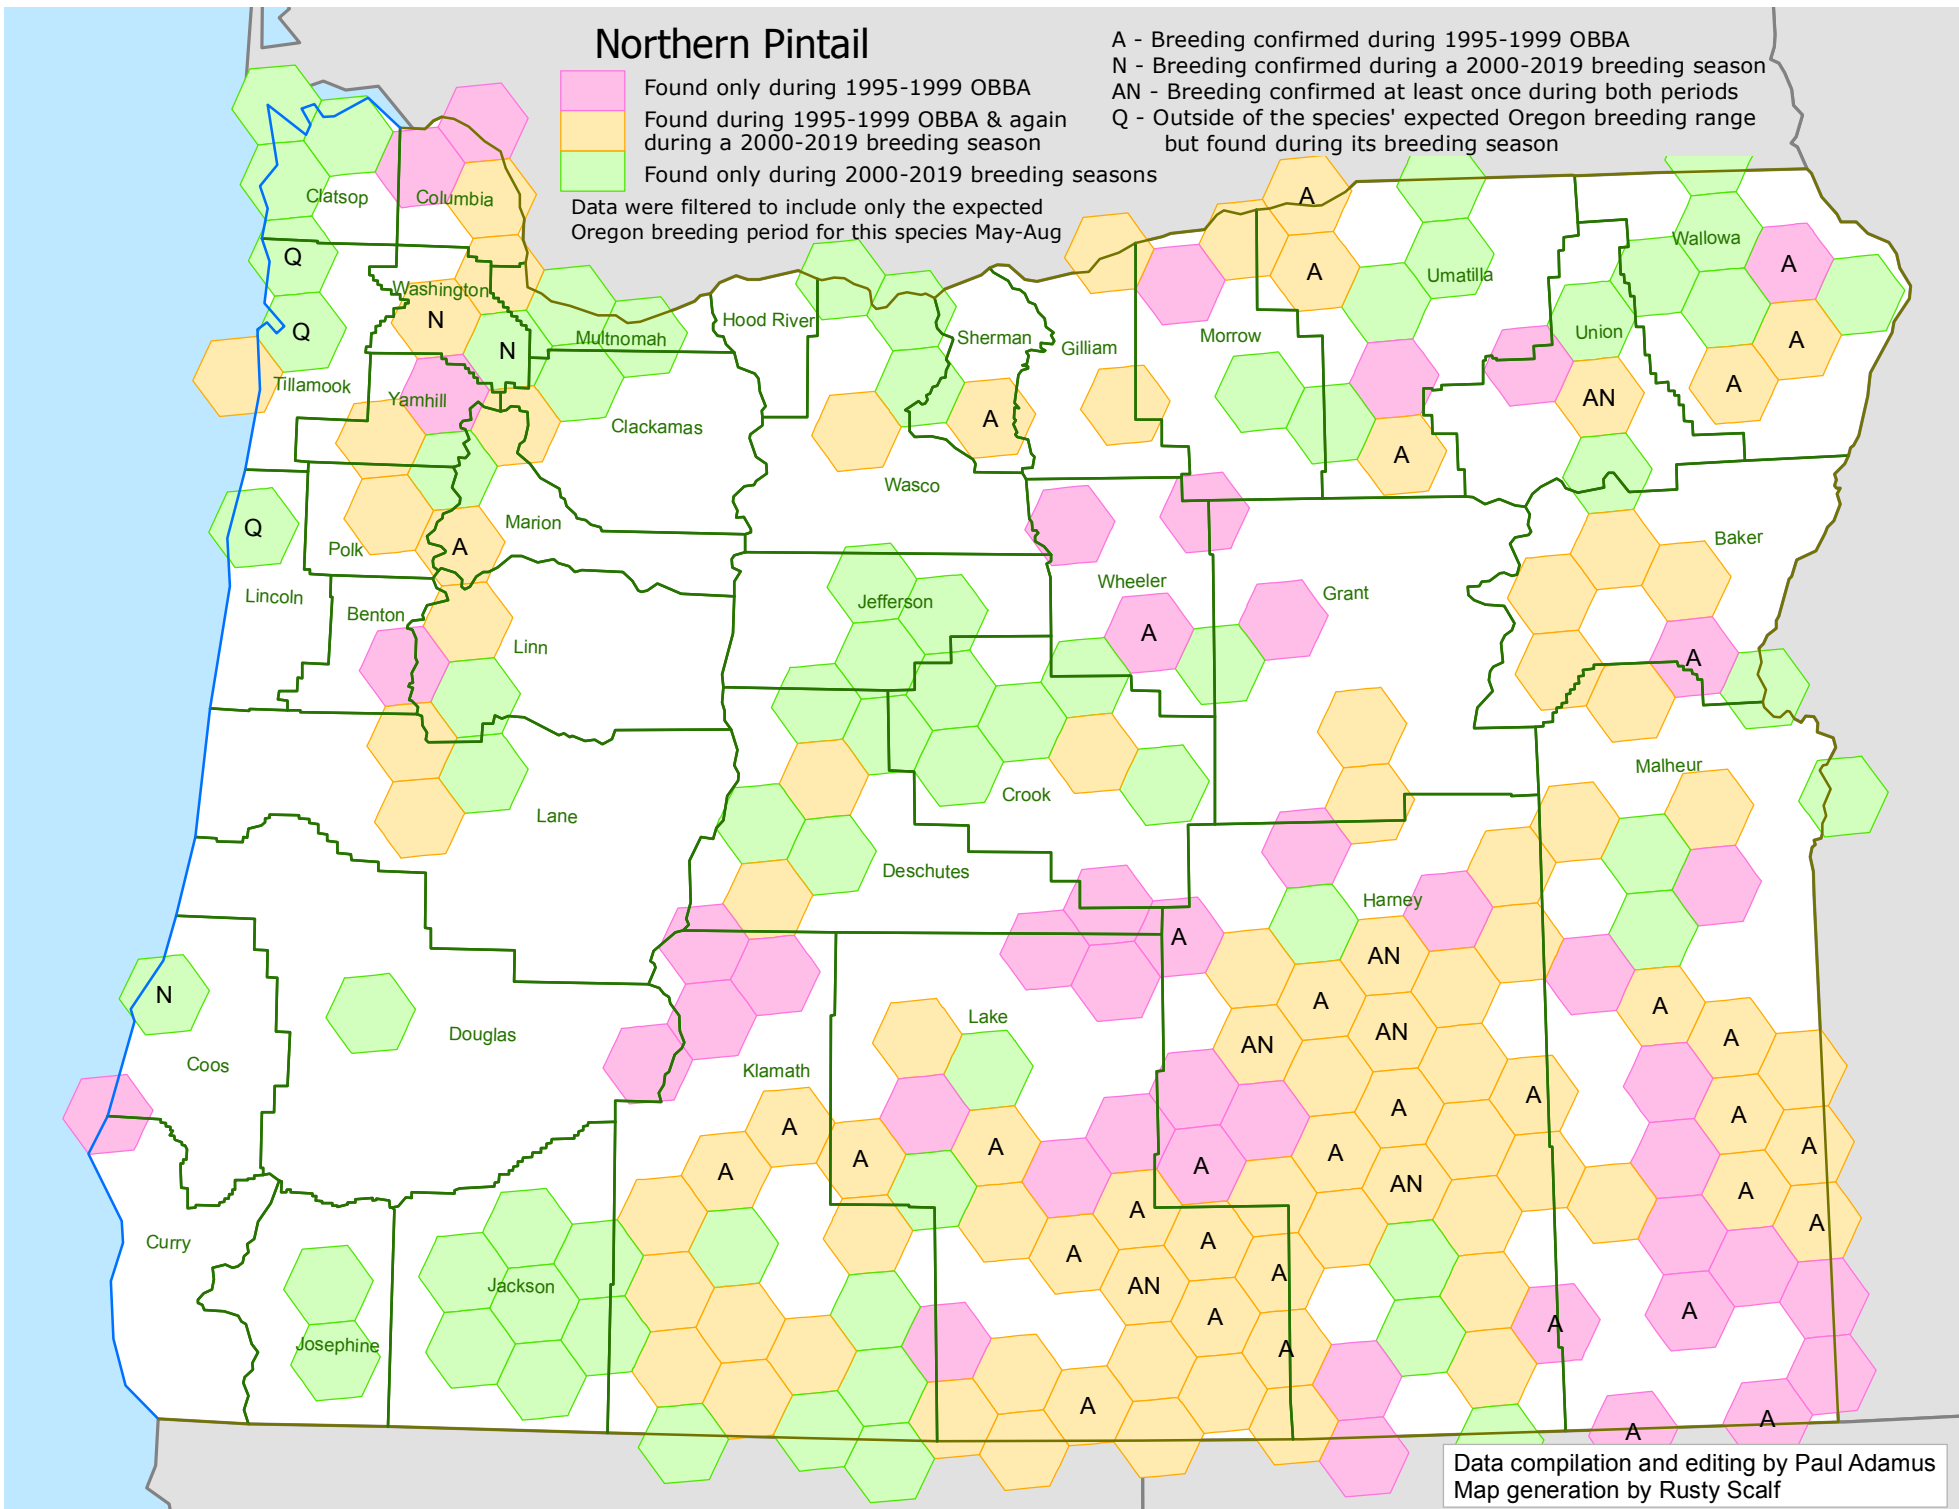 Northern Pintail
Found only during 1995-1999 OBBA
Found during 1995-1999 OBBA & again
during a 2000-2019 breeding season
Found only during 2000-2019 breeding seasons
Data were filtered to include only the expected
Oregon breeding period for this species May-Aug
A - Breeding confirmed during 1995-1999 OBBA
N - Breeding confirmed during a 2000-2019 breeding season
AN - Breeding confirmed at least once during both periods
Q - Outside of the species' expected Oregon breeding range
but found during its breeding season
Clatsop
Columbia
A
Wallowa
Q
A
A
Umatilla
Washington
N
Hood River
Q
Multnomah
N
Sherman
Gilliam
Morrow
Union
A
Tillamook
Yamhill
A
AN
Clackamas
A
A
Wasco
Q
Marion
A
Polk
Baker
Wheeler
Lincoln
Jefferson
Grant
Benton
A
Linn
A
Malheur
Crook
Lane
Deschutes
Harney
A
AN
N
A
A
Lake
Douglas
AN
AN
A
Coos
Klamath
A
A
A
A
A
A
A
A
A
A
A
AN
A
A
A
Curry
A
A
A
A
Jackson
AN
A
A
A
Josephine
A
A
A
A
Data compilation and editing by Paul Adamus
Map generation by Rusty Scalf